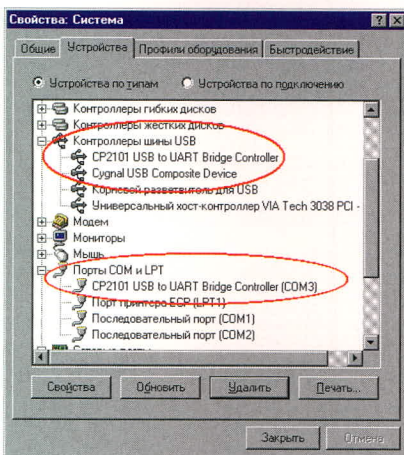 Свойства: Система
Общие Устройства Профили оборудования Быстродействие
Устройства по типам Устройства по подключению
Контроллеры гибких дисков
Контроллеры жестких дисков
Контроллеры шины USB
CP2101 USB to UART Bridge Controller
Cygnal USB Composite Device
Корневой разветвитель для USB
Универсальный хост-контроллер VIA Tech 3038 PCI -
Модем
Мониторы
Мышь
Порты COM и LPT
CP2101 USB to UART Bridge Controller (COM3)
Порт принтера ECP (LPT1)
Последовательный порт (COM1)
Последовательный порт (COM2)
Свойства Обновить Удалить Печать...
Закрыть Отмена